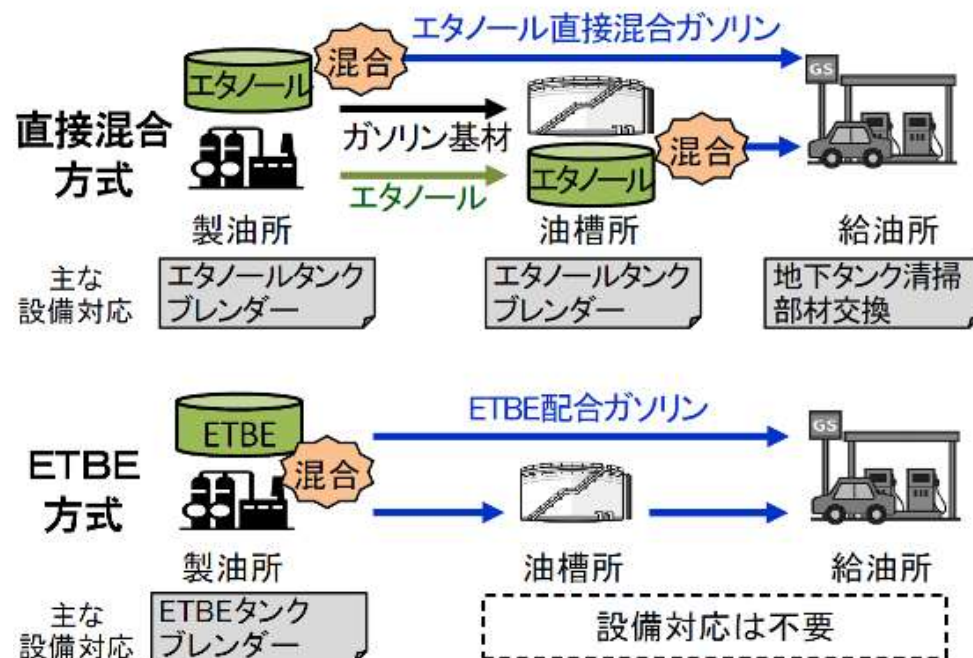 エタノール直接混合ガソリン
混合
エタノール
GS
直接混合
方式
ガソリン基材
混合
エタノール
エタノール
製油所
油槽所
給油所
主な
設備対応
エタノールタンク
ブレンダー
エタノールタンク
ブレンダー
地下タンク清掃
部材交換
ETBE配合ガソリン
ETBE
GS
混合
ETBE
方式
製油所
油槽所
給油所
主な
設備対応
ETBEタンク
ブレンダー
設備対応は不要